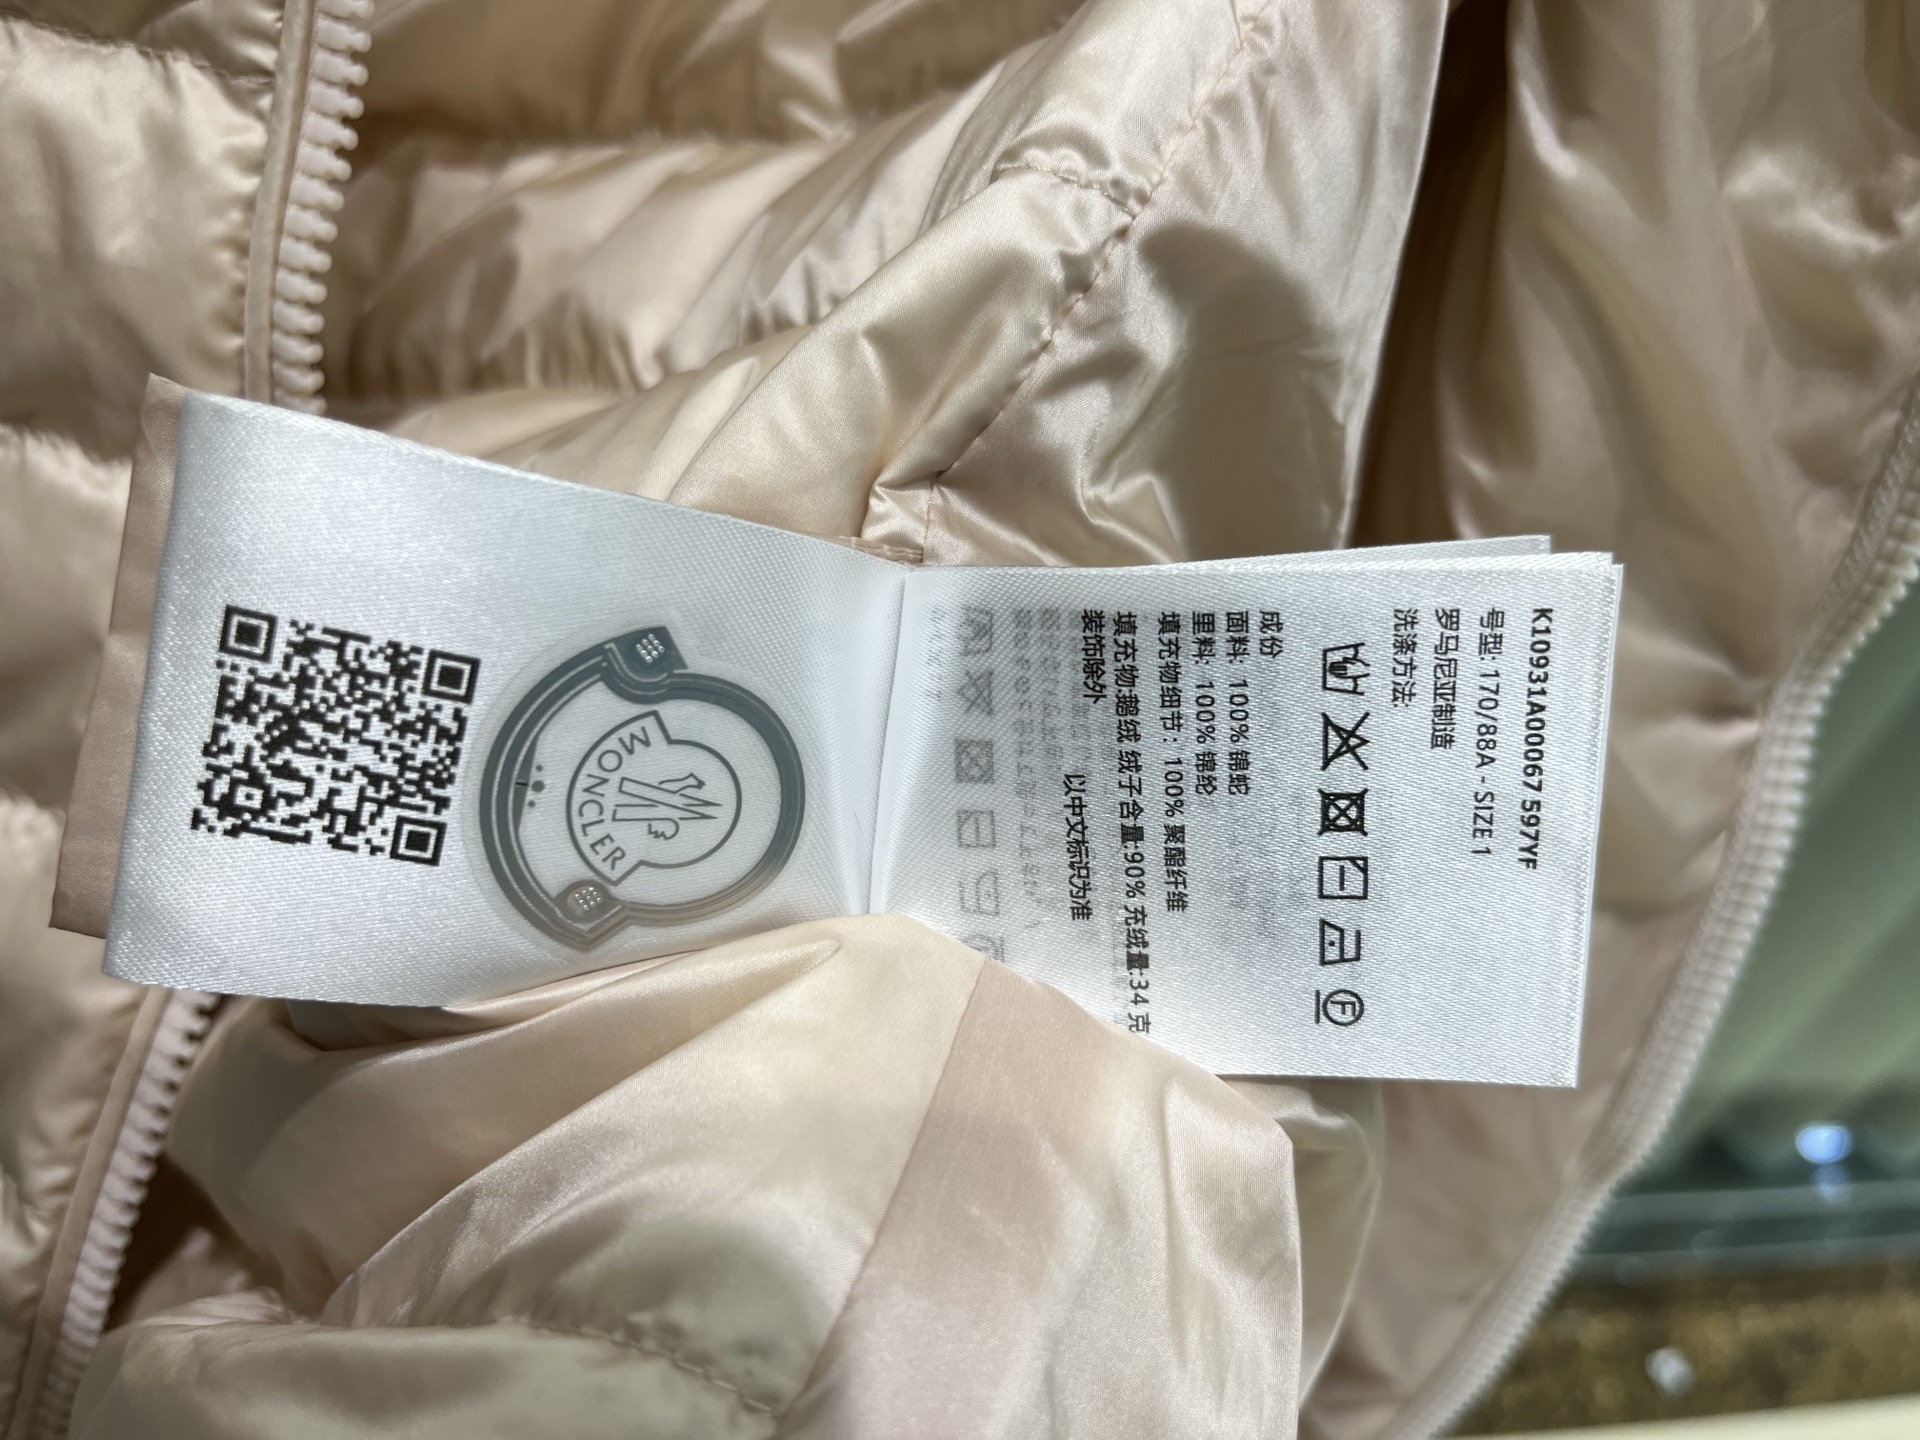 K10931A00067 597YF
号型: 170/88A - SIZE 1
罗马尼亚制造
洗涤方法:
F
成份
面料: 100% 锦蛇
里料: 100% 锦纶
填充物细节: 100% 聚酯纤维
填充物:鹅绒 绒子含量:90% 充绒量:34 克
装饰除外
以中文标识为准
MONCLER